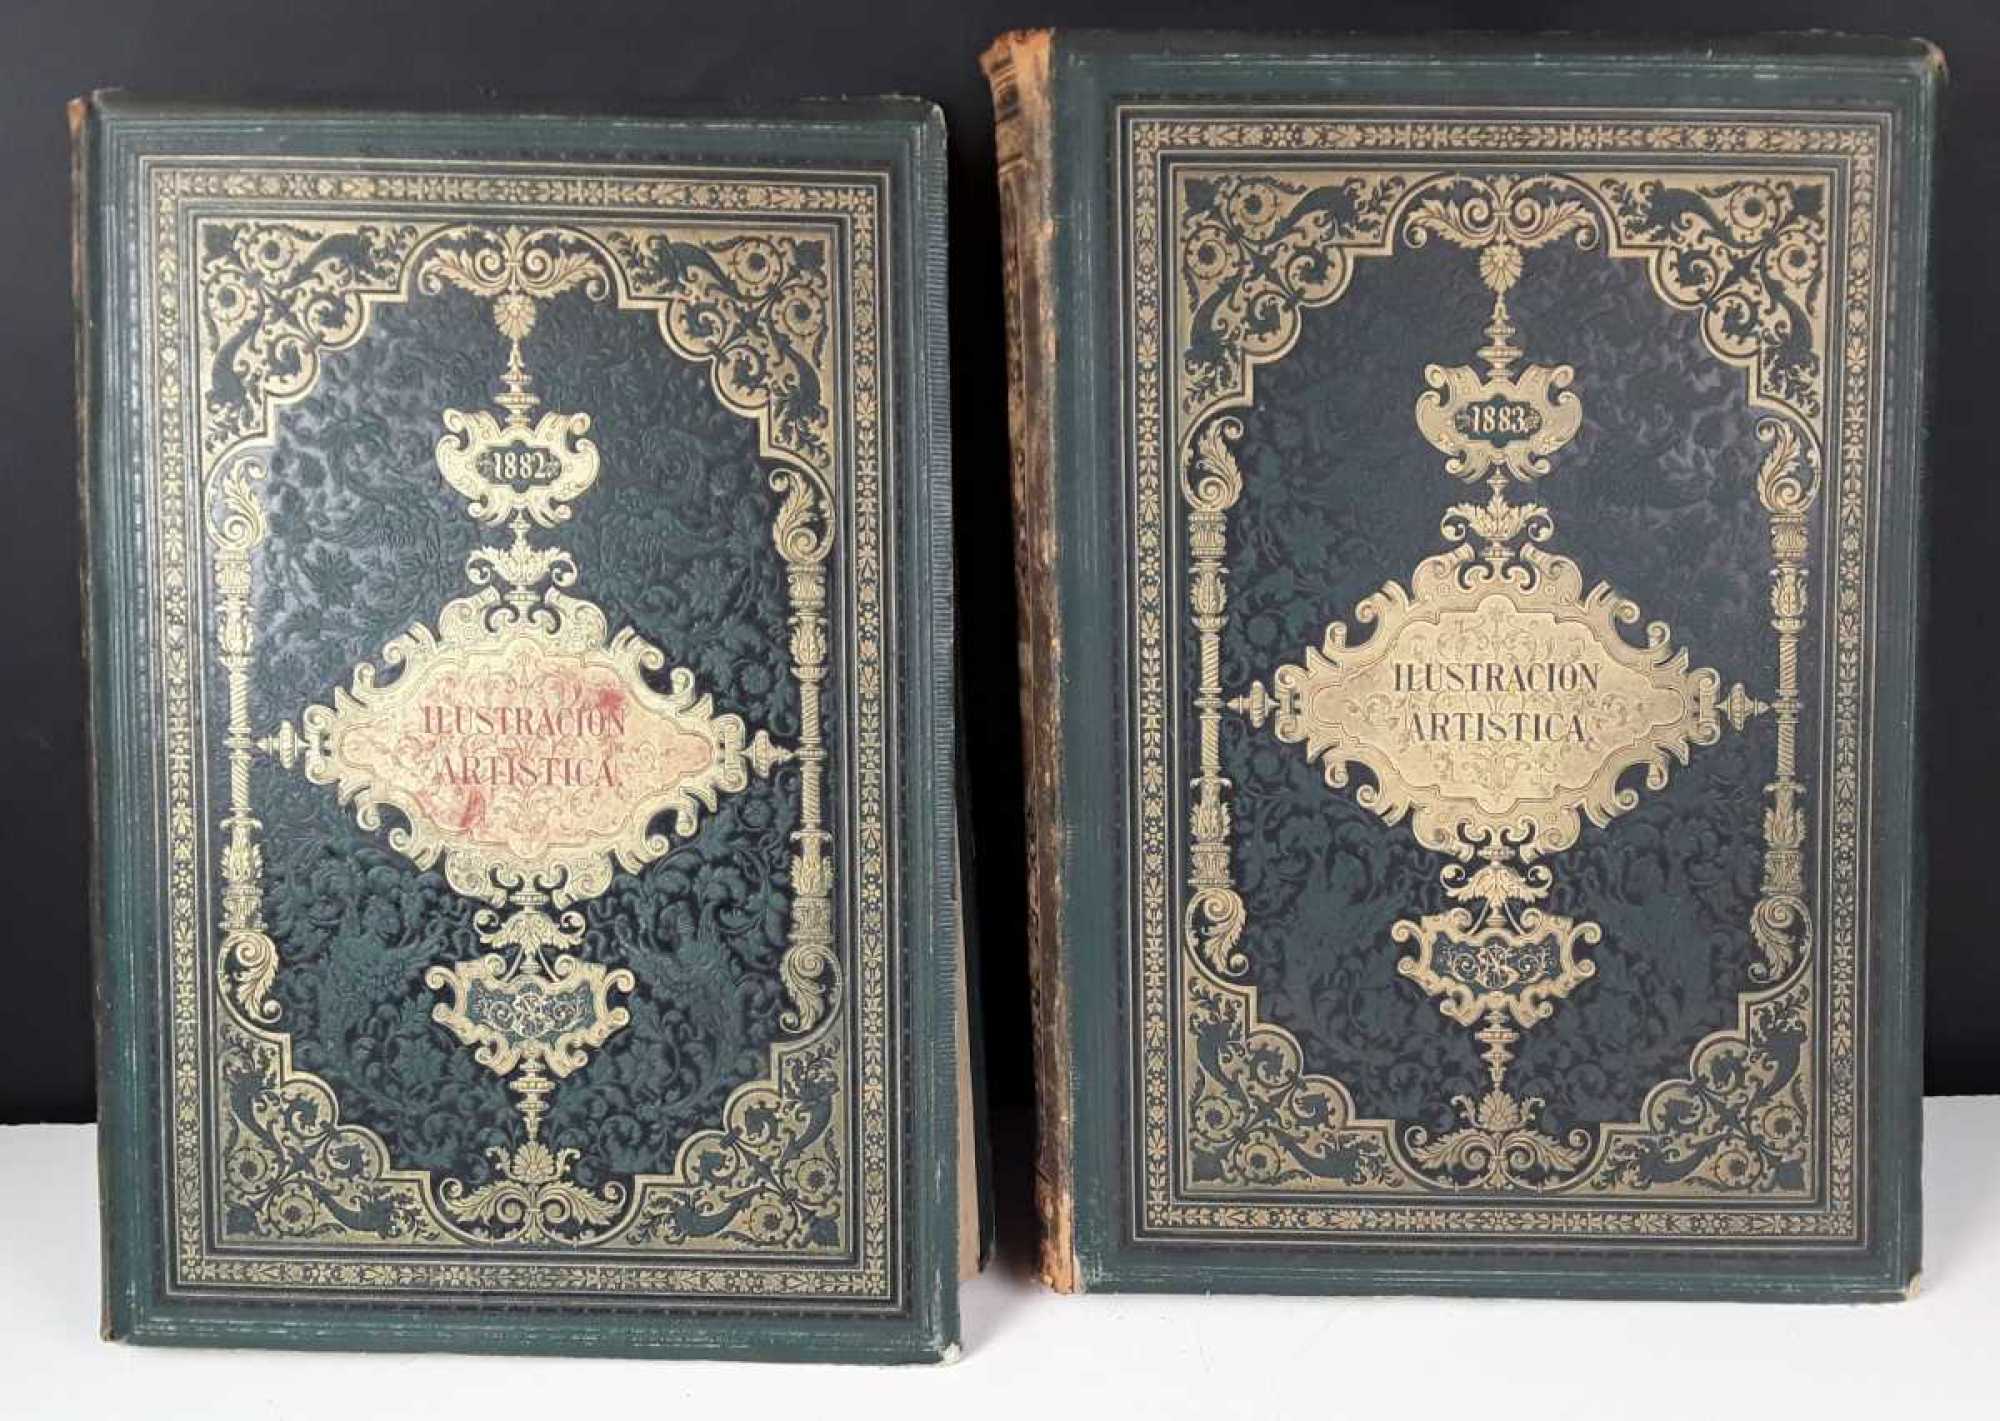 1882
ILUSTRACION
ARTISTICA.
1883
ILUSTRACION
ARTISTICA.